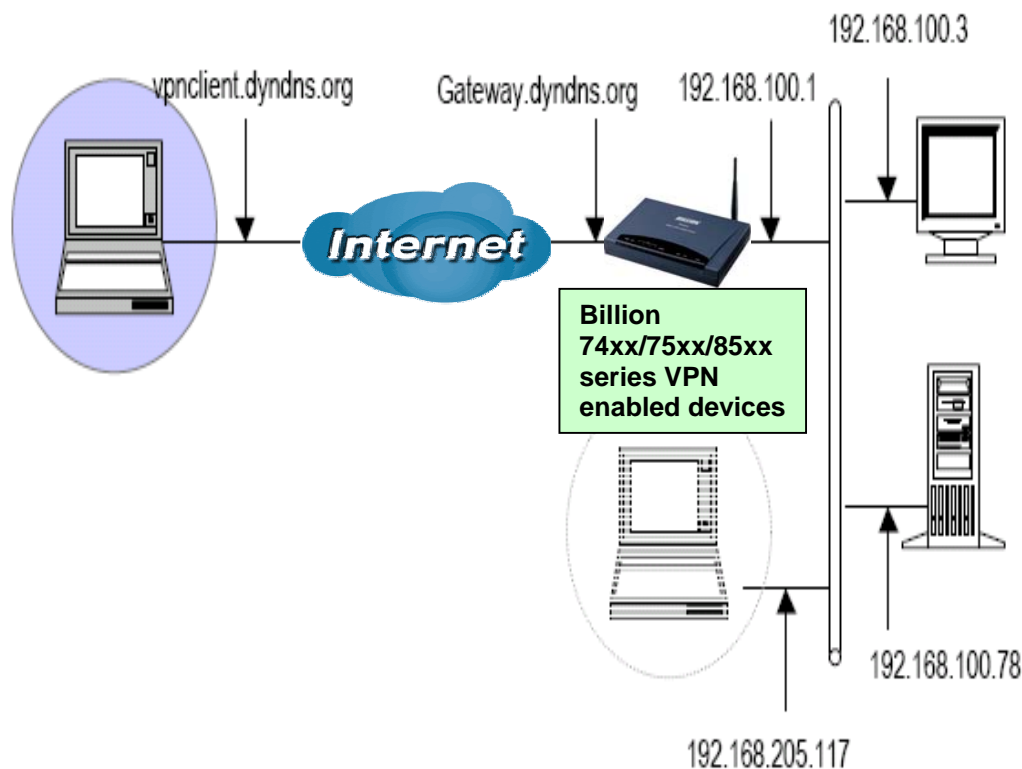 192.168.100.3
vpnclient.dyndns.org
Gateway.dyndns.org
192.168.100.1
Internet
Billion
74xx/75xx/85xx
series VPN
enabled devices
192.168.100.78
192.168.205.117